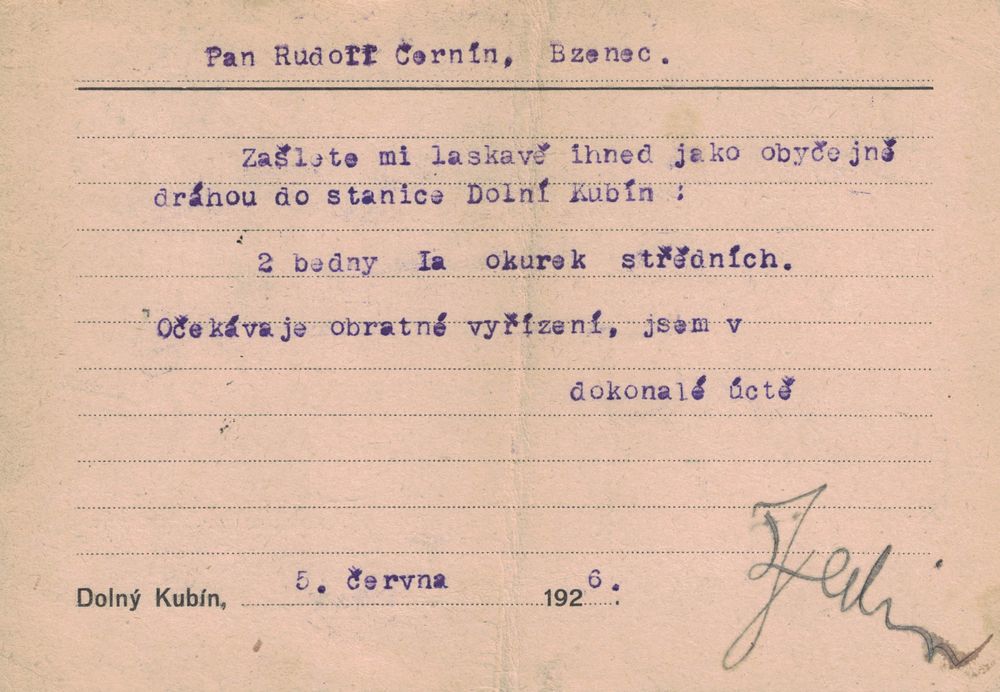 Pan Rudolf Černín, Bzenec.
Zašlete mi laskavě ihned jako obyčejně
dráhou do stanice Dolní Kubín :
2 bedny Ia okurek střědních.
Očekávaje obratné vyřízení, jsem v
dokonalé úctě
Dolný Kubín, 5. června 1926.